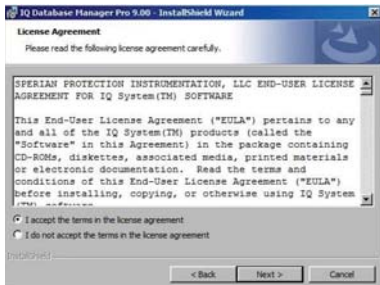 IQ Database Manager Pro 9.00 - InstallShield Wizard
License Agreement
Please read the following license agreement carefully.
SPERIAN PROTECTION INSTRUMENTATION, LLC END-USER LICENSE
AGREEMENT FOR IQ System(TM) SOFTWARE
This End-User License Agreement ("EULA") pertains to any
and all of the IQ System(TM) products (called the
"Software" in this Agreement) in the package containing
CD-ROMs, diskettes, associated media, printed materials
or electronic documentation. Read the terms and
conditions of this End-User License Agreement ("EULA")
before installing, copying, or otherwise using IQ System
(TM) software
I accept the terms in the license agreement
I do not accept the terms in the license agreement
InstallShield
< Back
Next >
Cancel